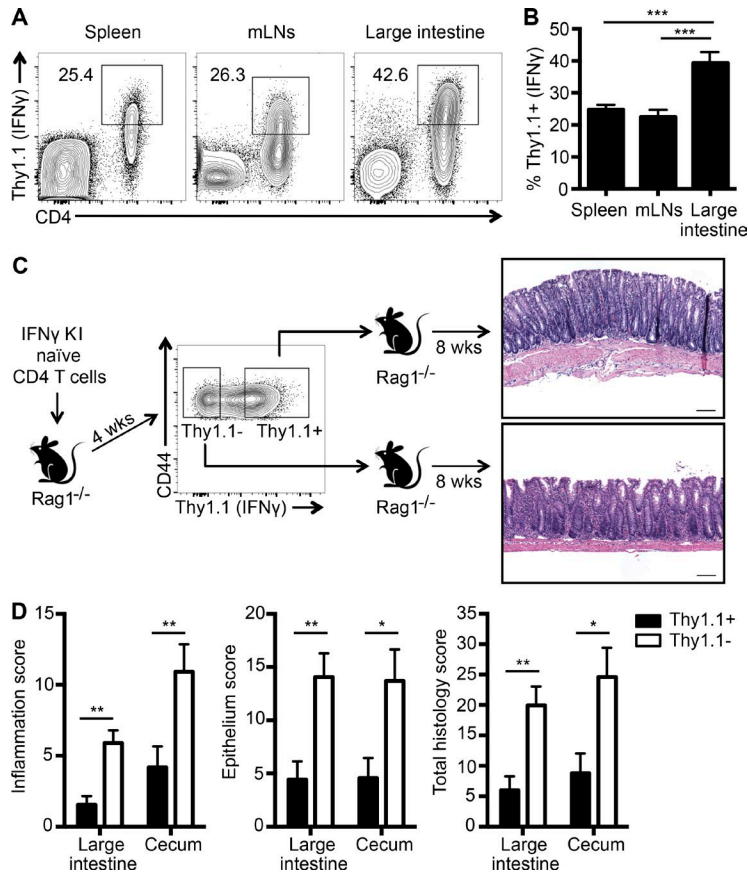 A
Spleen
mLNs
Large intestine
25.4
26.3
42.6
Thy1.1 (IFNγ)
CD4
B
***
***
% Thy1.1+ (IFNγ)
50
40
30
20
10
0
Spleen
mLNs
Large
intestine
C
IFNγ KI
naïve
CD4 T cells
Rag1-/-
4 wks
CD44
Thy1.1-
Thy1.1+
Thy1.1 (IFNγ)
Rag1-/-
8 wks
Rag1-/-
8 wks
D
Inflammation score
15
10
5
0
**
**
Large
intestine
Cecum
Epithelium score
20
15
10
5
0
**
*
Large
intestine
Cecum
Total histology score
35
30
25
20
15
10
5
0
**
*
Large
intestine
Cecum
Thy1.1+
Thy1.1-